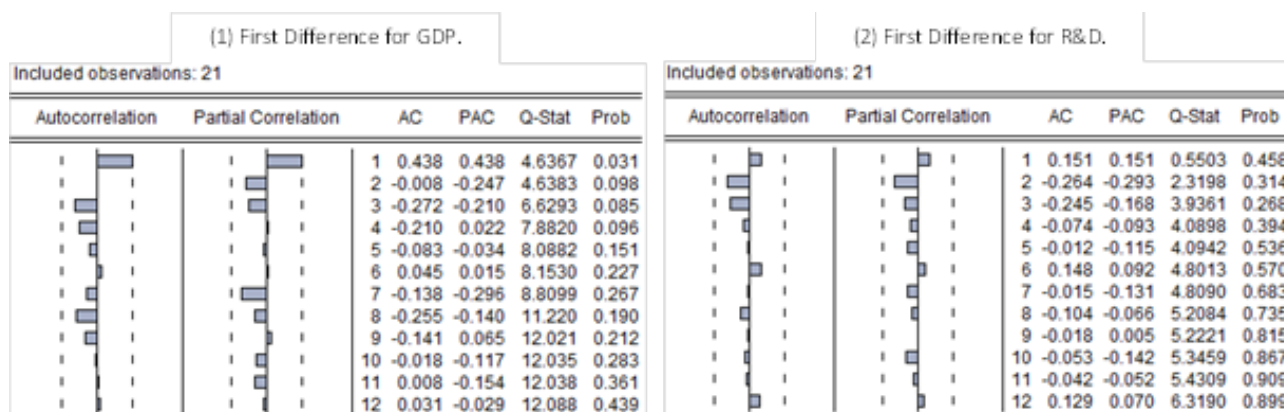 (1) First Difference for GDP.
Included observations: 21
Autocorrelation Partial Correlation AC PAC Q-Stat Prob
1 0.438 0.438 4.6367 0.031
2 -0.008 -0.247 4.6383 0.098
3 -0.272 -0.210 6.6293 0.085
4 -0.210 0.022 7.8820 0.096
5 -0.083 -0.034 8.0882 0.151
6 0.045 0.015 8.1530 0.227
7 -0.138 -0.296 8.8099 0.267
8 -0.255 -0.140 11.220 0.190
9 -0.141 0.065 12.021 0.212
10 -0.018 -0.117 12.035 0.283
11 0.008 -0.154 12.038 0.361
12 0.031 -0.029 12.088 0.439
(2) First Difference for R&D.
Included observations: 21
Autocorrelation Partial Correlation AC PAC Q-Stat Prob
1 0.151 0.151 0.5503 0.458
2 -0.264 -0.293 2.3198 0.314
3 -0.245 -0.168 3.9361 0.268
4 -0.074 -0.093 4.0898 0.394
5 -0.012 -0.115 4.0942 0.536
6 0.148 0.092 4.8013 0.570
7 -0.015 -0.131 4.8090 0.683
8 -0.104 -0.066 5.2084 0.735
9 -0.018 0.005 5.2221 0.815
10 -0.053 -0.142 5.3459 0.867
11 -0.042 -0.052 5.4309 0.909
12 0.129 0.070 6.3190 0.899